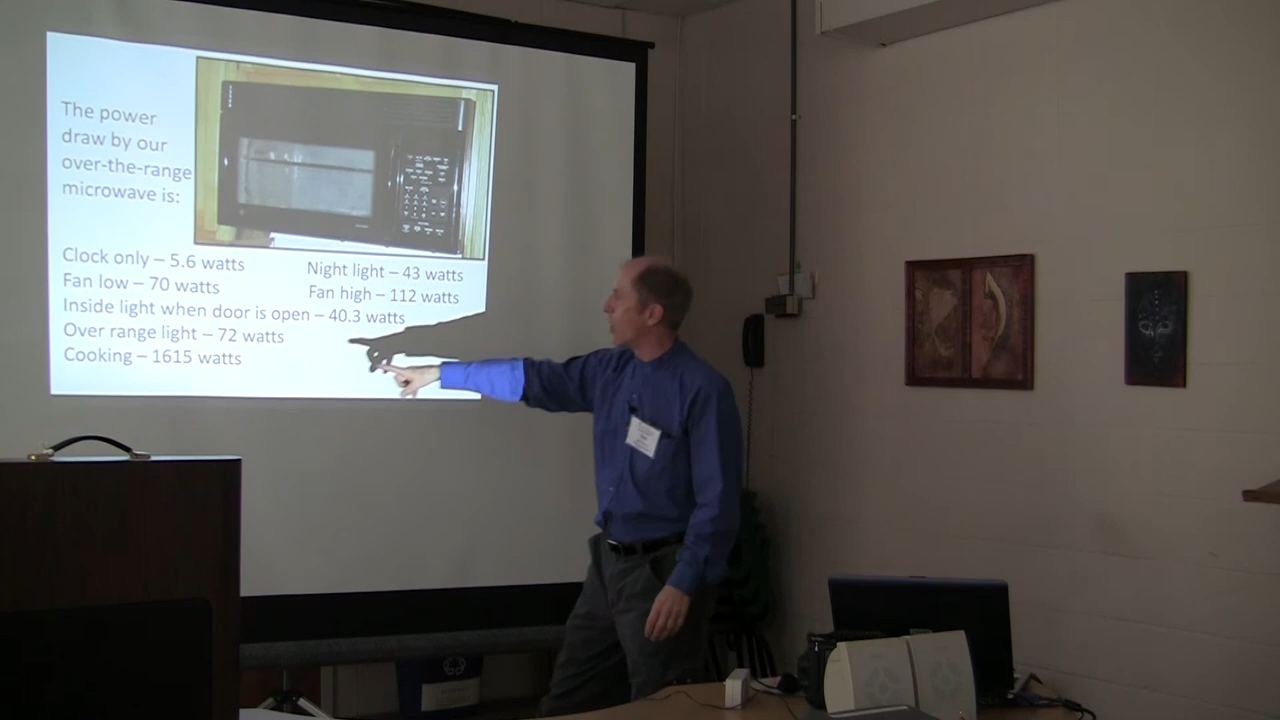 The power
draw by our
over-the-range
microwave is:
Clock only – 5.6 watts
Night light – 43 watts
Fan low – 70 watts
Fan high – 112 watts
Inside light when door is open – 40.3 watts
Over range light – 72 watts
Cooking – 1615 watts